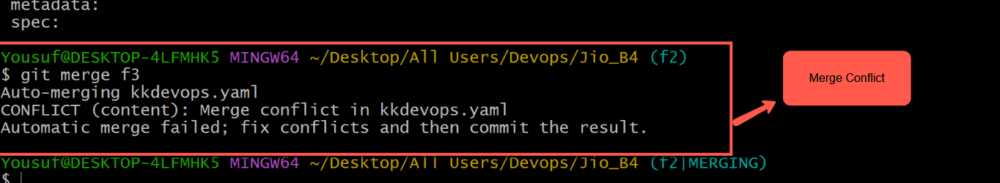 metadata:
spec:
Yousuf@DESKTOP-4LFMHK5 MINGW64 ~/Desktop/All Users/Devops/Jio_B4 (f2)
$ git merge f3
Auto-merging kkdevops.yaml
CONFLICT (content): Merge conflict in kkdevops.yaml
Automatic merge failed; fix conflicts and then commit the result.
Merge Conflict
Yousuf@DESKTOP-4LFMHK5 MINGW64 ~/Desktop/All Users/Devops/Jio_B4 (f2|MERGING)
$